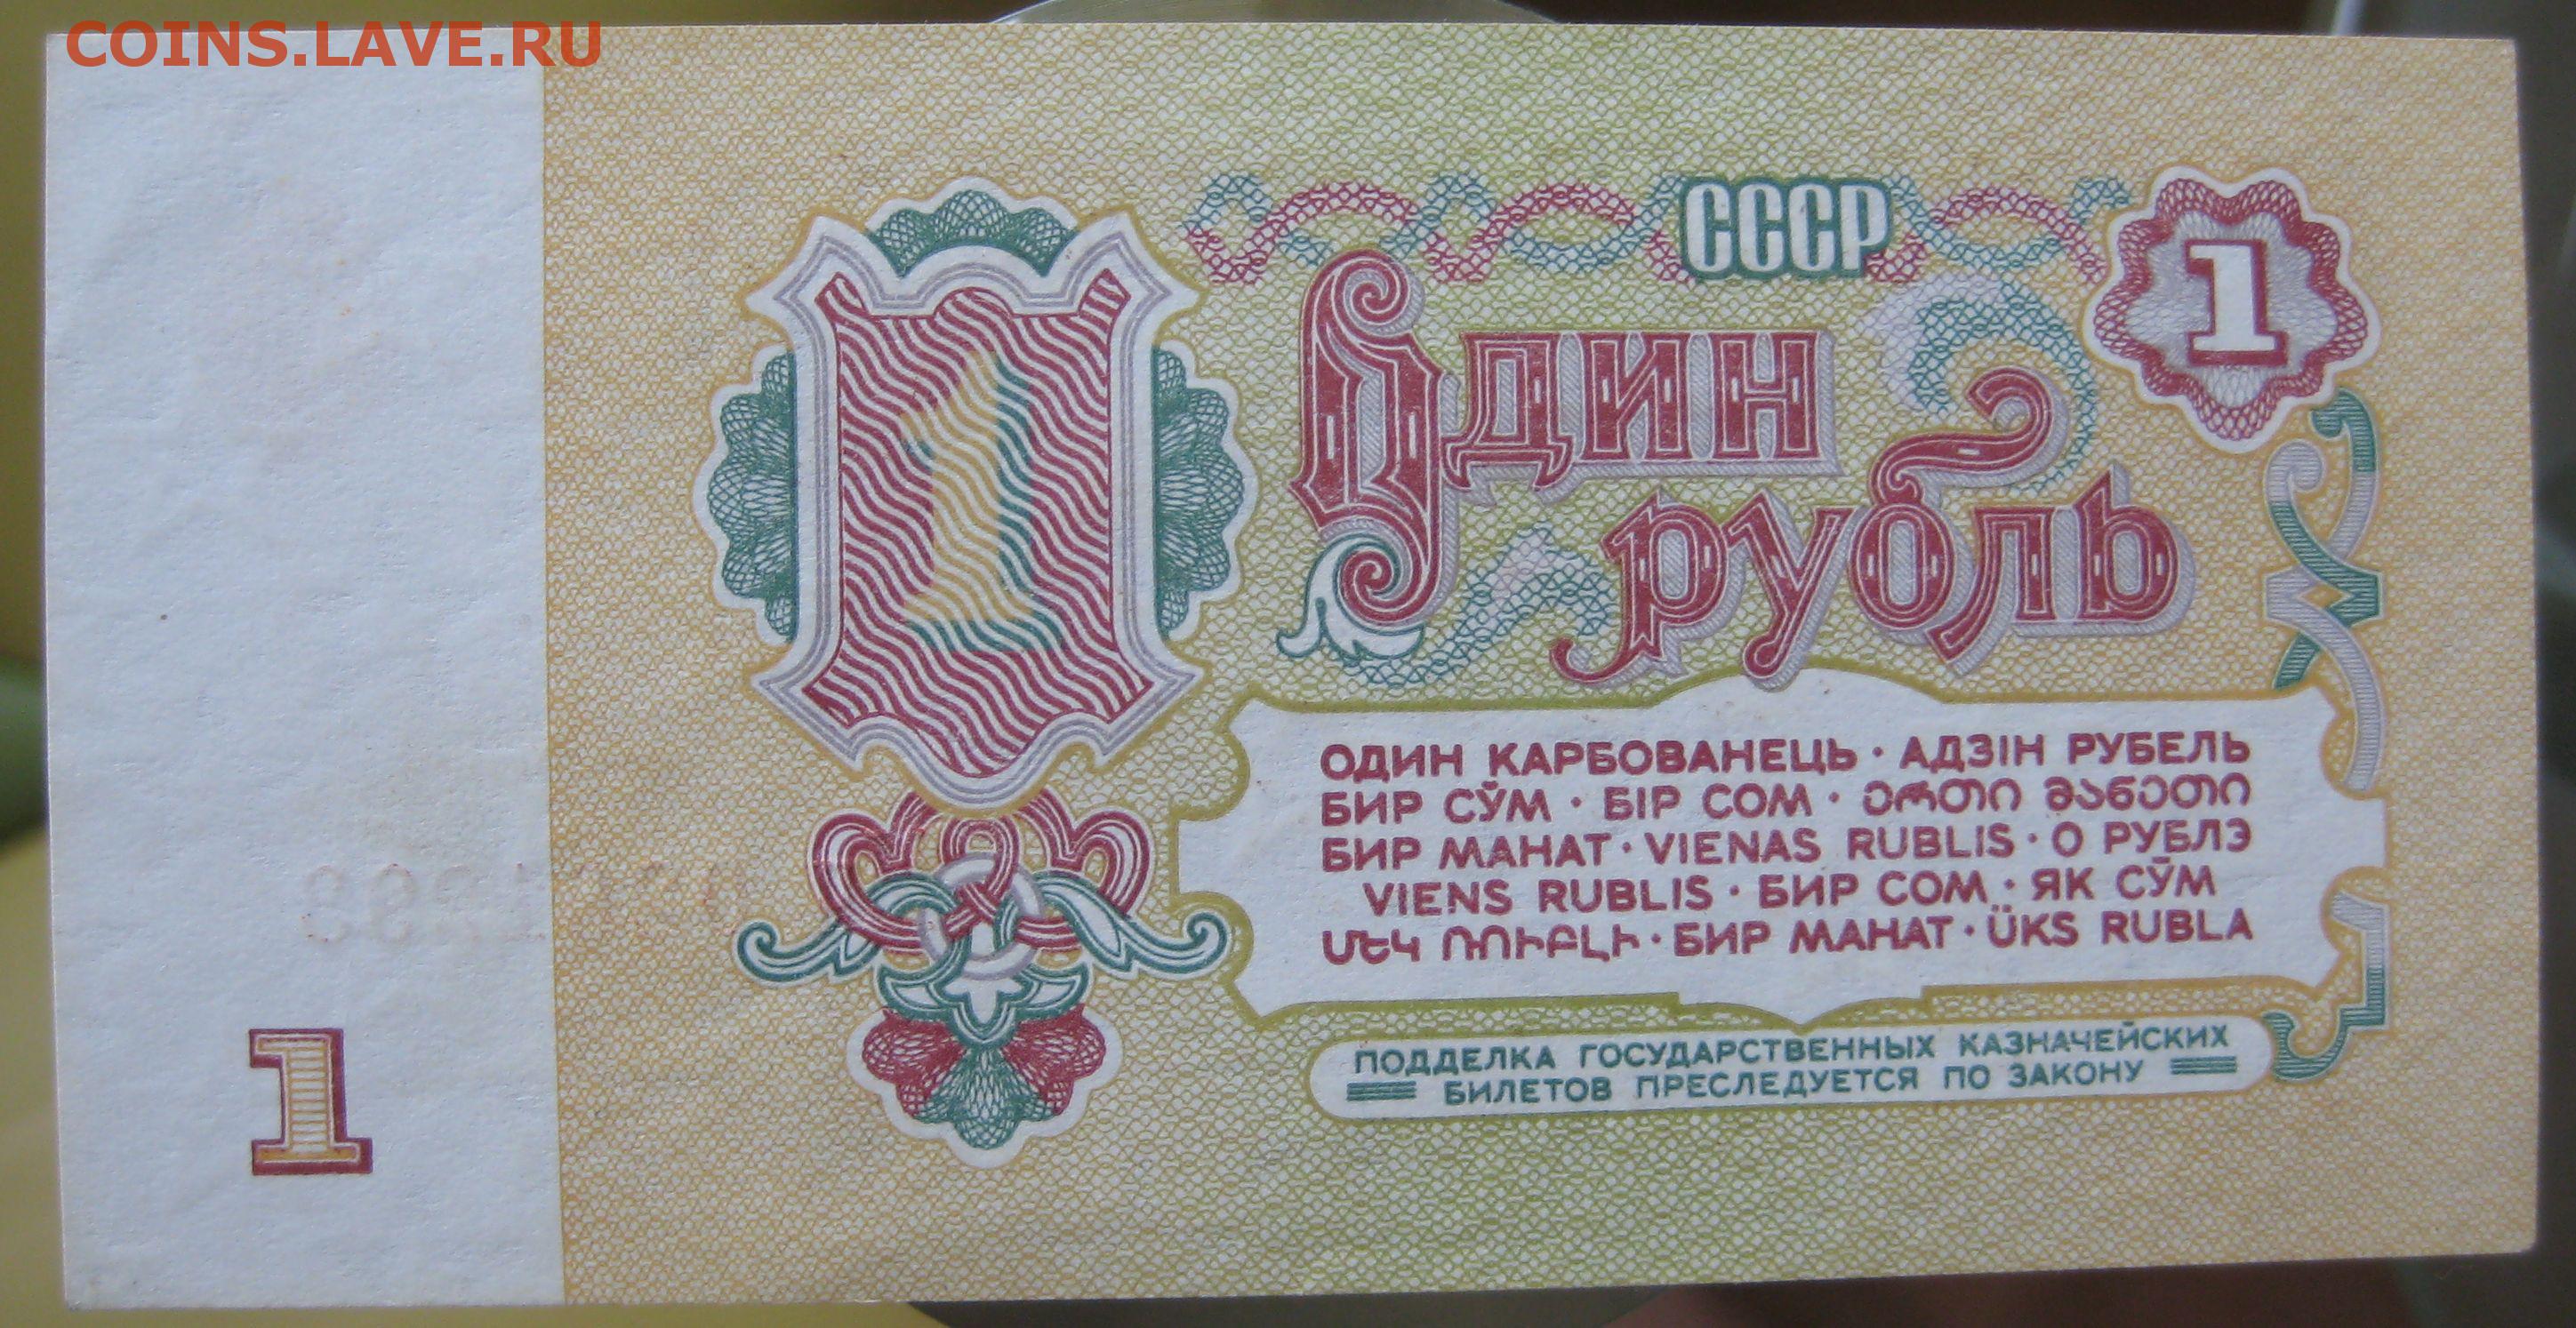 COINS.LAVE.RU
СССР
1
Один
рубль
1
ОДИН КАРБОВАНЕЦЬ · АДЗІН РУБЕЛЬ
БИР СЎМ · БІР СОМ · ერთი მანეთი
БИР МАНАТ · VIENAS RUBLIS · О РУБЛЭ
VIENS RUBLIS · БИР СОМ · ЯК СӮМ
ՄԵԿ ՌՈՒԲԼԻ · БИР МАНАТ · ÜKS RUBLA
ПОДДЕЛКА ГОСУДАРСТВЕННЫХ КАЗНАЧЕЙСКИХ
БИЛЕТОВ ПРЕСЛЕДУЕТСЯ ПО ЗАКОНУ
1